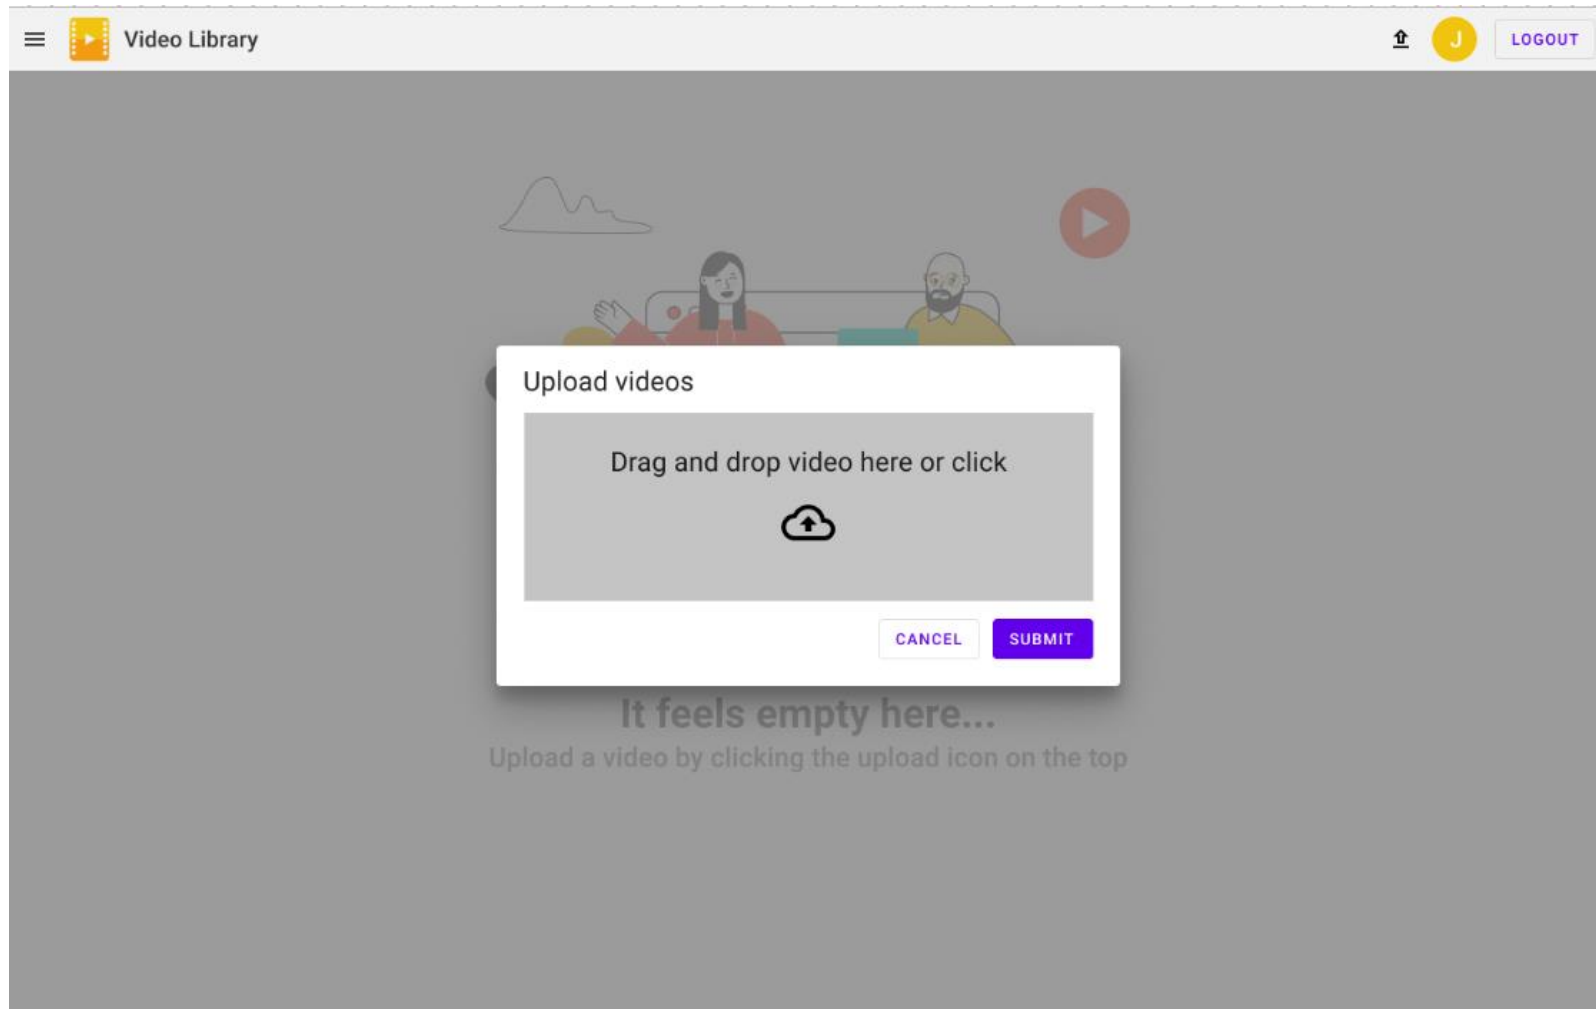 Video Library
J
LOGOUT
Upload videos
Drag and drop video here or click
CANCEL
SUBMIT
It feels empty here...
Upload a video by clicking the upload icon on the top